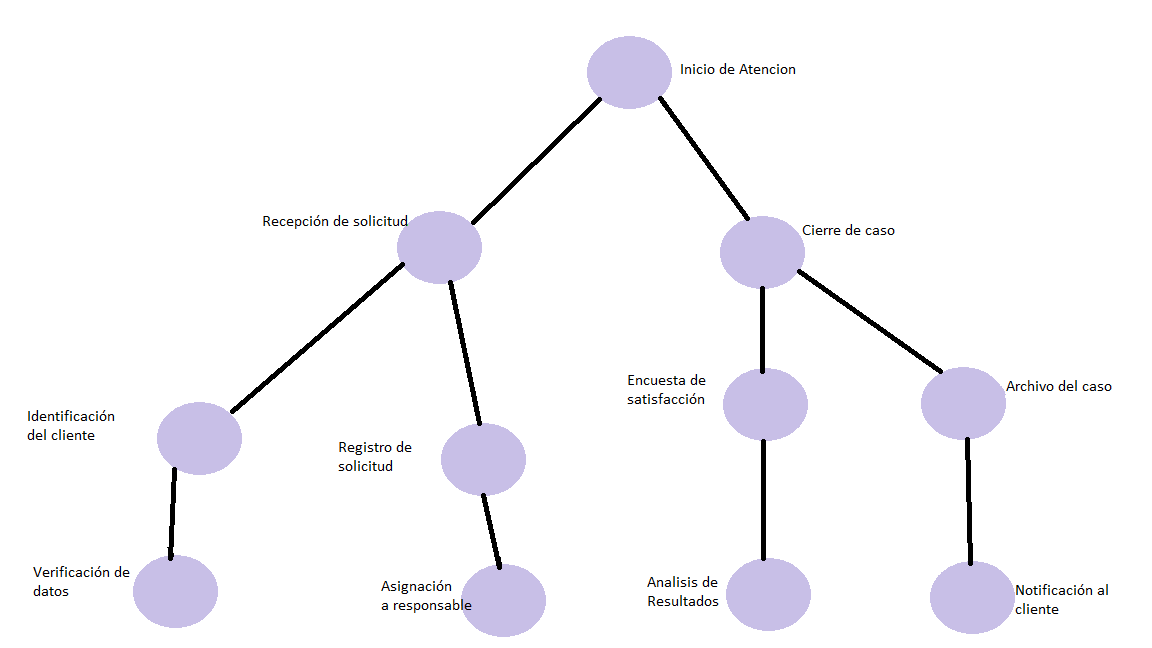 Inicio de Atencion
Recepción de solicitud
Cierre de caso
Encuesta de
satisfacción
Archivo del caso
Identificación
del cliente
Registro de
solicitud
Verificación de
datos
Asignación
a responsable
Analisis de
Resultados
Notificación al
cliente